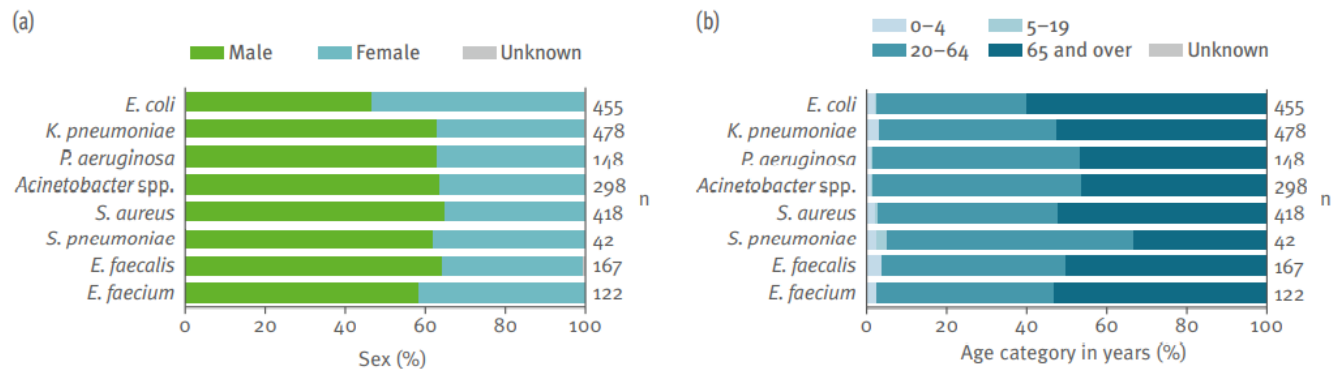 (a)
Male Female Unknown
E. coli 455
K. pneumoniae 478
P. aeruginosa 148
Acinetobacter spp. 298
n
S. aureus 418
S. pneumoniae 42
E. faecalis 167
E. faecium 122
0 20 40 60 80 100
Sex (%)
(b)
0–4 5–19
20–64 65 and over Unknown
E. coli 455
K. pneumoniae 478
P. aeruginosa 148
Acinetobacter spp. 298
n
S. aureus 418
S. pneumoniae 42
E. faecalis 167
E. faecium 122
0 20 40 60 80 100
Age category in years (%)